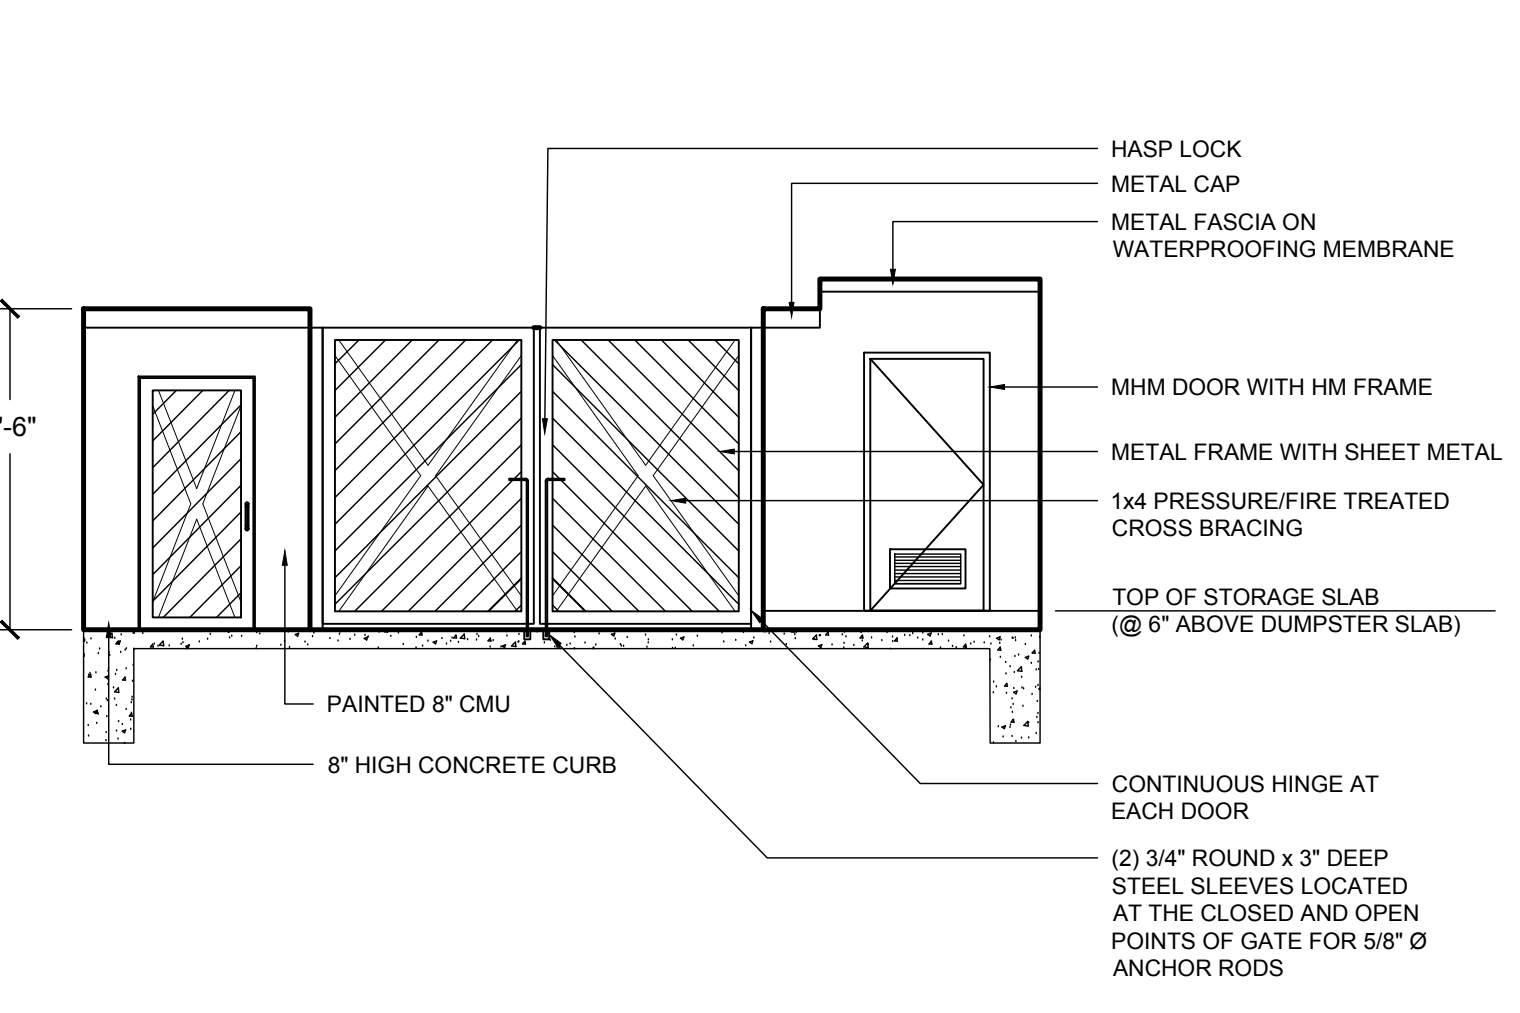 HASP LOCK
METAL CAP
METAL FASCIA ON
WATERPROOFING MEMBRANE
MHM DOOR WITH HM FRAME
-6"
METAL FRAME WITH SHEET METAL
1x4 PRESSURE/FIRE TREATED
CROSS BRACING
TOP OF STORAGE SLAB
(@ 6" ABOVE DUMPSTER SLAB)
PAINTED 8" CMU
8" HIGH CONCRETE CURB
CONTINUOUS HINGE AT
EACH DOOR
(2) 3/4" ROUND x 3" DEEP
STEEL SLEEVES LOCATED
AT THE CLOSED AND OPEN
POINTS OF GATE FOR 5/8" Ø
ANCHOR RODS